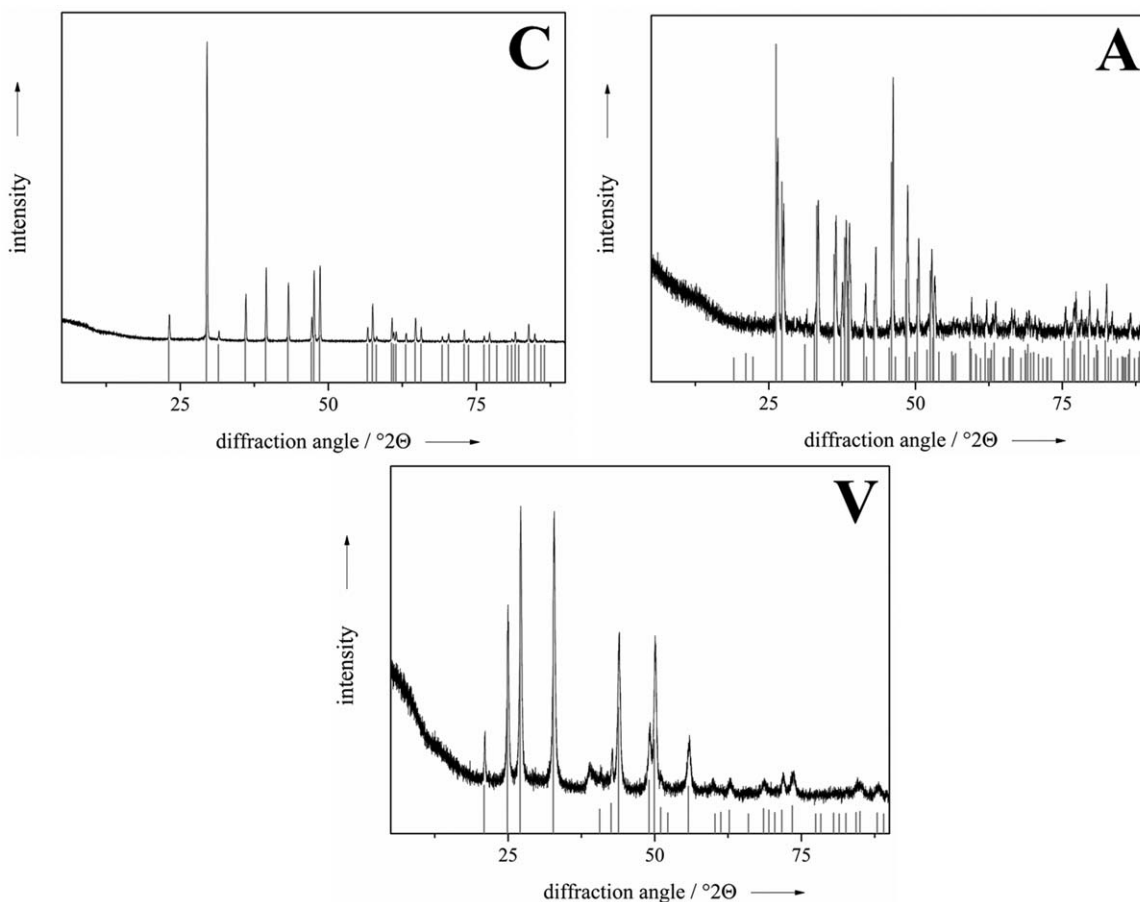 C
intensity
25 50 75
diffraction angle / °2Θ
A
intensity
25 50 75
diffraction angle / °2Θ
V
intensity
25 50 75
diffraction angle / °2Θ